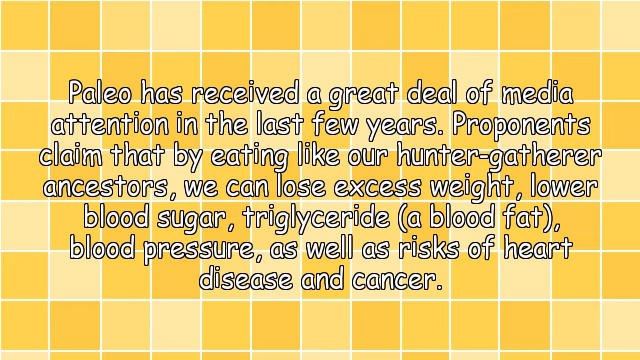 Paleo has received a great deal of media
attention in the last few years. Proponents
claim that by eating like our hunter-gatherer
ancestors, we can lose excess weight, lower
blood sugar, triglyceride (a blood fat),
blood pressure, as well as risks of heart
disease and cancer.